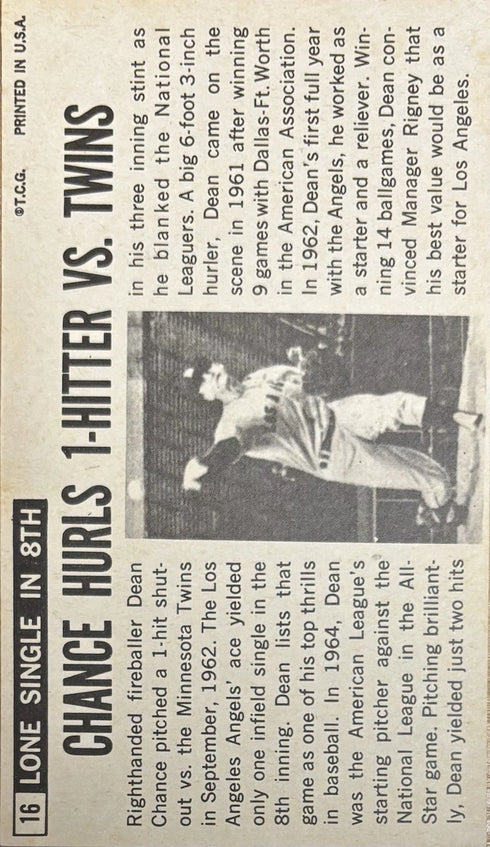 16 LONE SINGLE IN 8TH
©T.C.G. PRINTED IN U.S.A.
CHANCE HURLS 1-HITTER VS. TWINS
Righthanded fireballer Dean
Chance pitched a 1-hit shut-
out vs. the Minnesota Twins
in September, 1962. The Los
Angeles Angels' ace yielded
only one infield single in the
8th inning. Dean lists that
game as one of his top thrills
in baseball. In 1964, Dean
was the American League's
starting pitcher against the
National League in the All-
Star game. Pitching brilliant-
ly, Dean yielded just two hits
in his three inning stint as
he blanked the National
Leaguers. A big 6-foot 3-inch
hurler, Dean came on the
scene in 1961 after winning
9 games with Dallas-Ft. Worth
in the American Association.
In 1962, Dean's first full year
with the Angels, he worked as
a starter and a reliever. Win-
ning 14 ballgames, Dean con-
vinced Manager Rigney that
his best value would be as a
starter for Los Angeles.